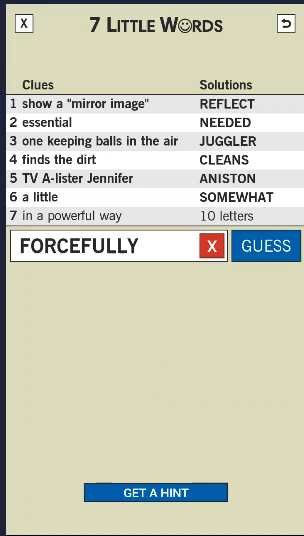 X 7 LITTLE WORDS
Clues Solutions
1 show a "mirror image" REFLECT
2 essential NEEDED
3 one keeping balls in the air JUGGLER
4 finds the dirt CLEANS
5 TV A-lister Jennifer ANISTON
6 a little SOMEWHAT
7 in a powerful way 10 letters
FORCEFULLY X GUESS
GET A HINT